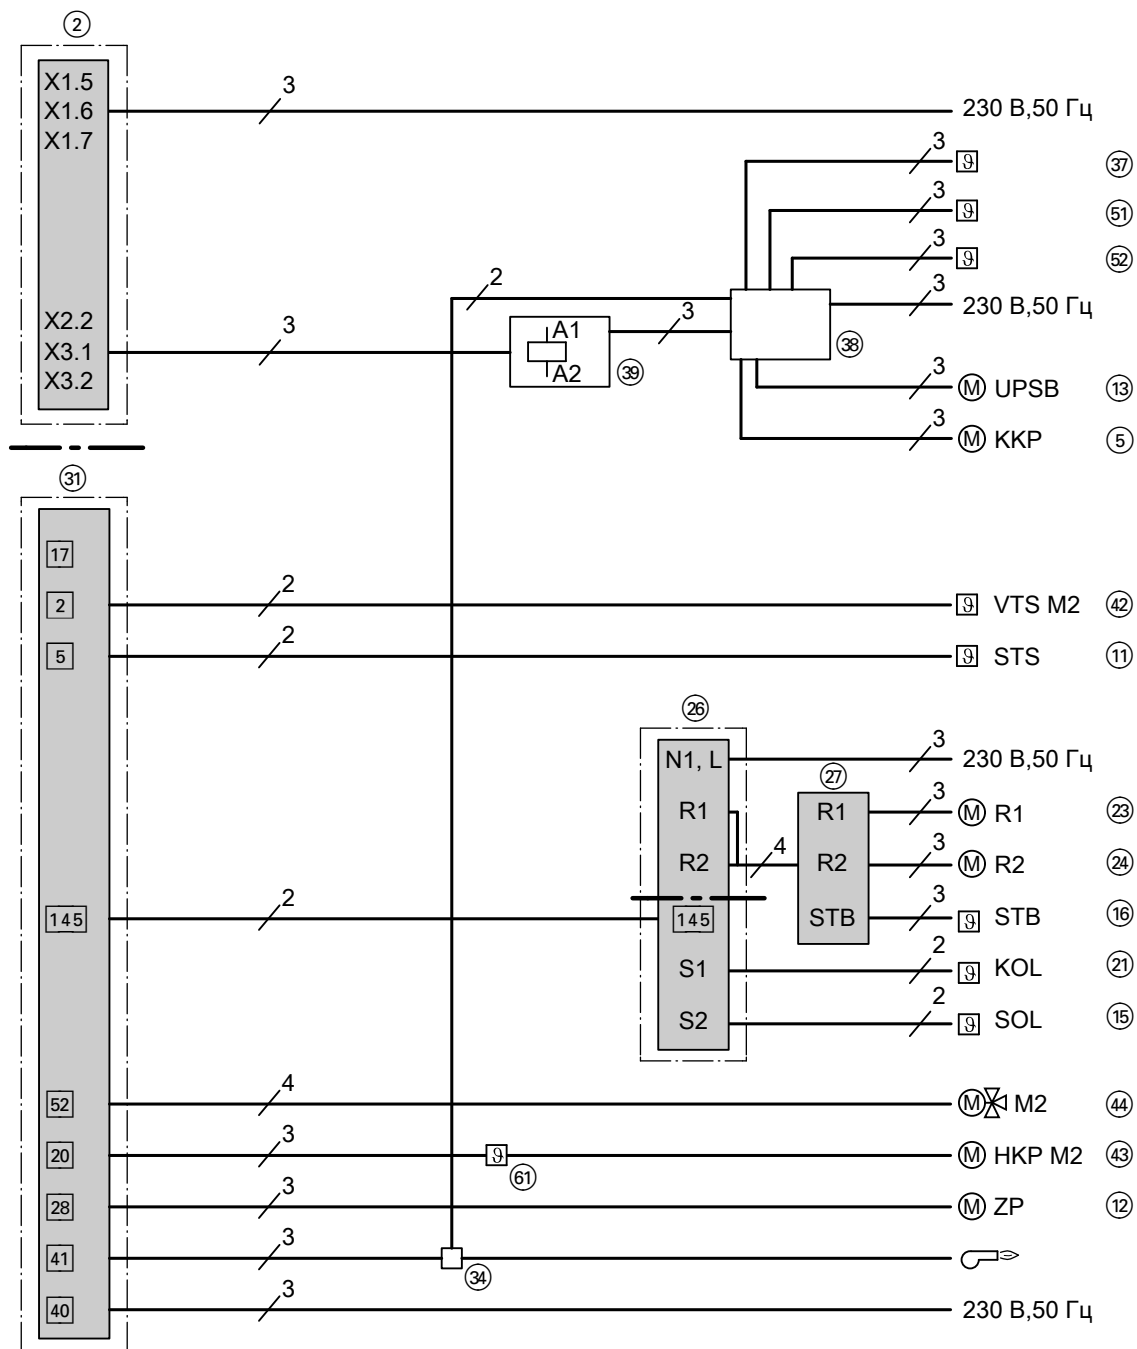 2
X1.5
X1.6
X1.7
3
230 В,50 Гц
3 ϑ 37
3 ϑ 51
3 ϑ 52
2
3 230 В,50 Гц
X2.2
X3.1
X3.2
3
A1
A2
39
3
38
3 M UPSB 13
3 M KKP 5
31
17
2 2 ϑ VTS M2 42
5 2 ϑ STS 11
26
N1, L 3 230 В,50 Гц
27
R1 R1 3 M R1 23
R2 4 R2 3 M R2 24
145 2 145 STB 3 ϑ STB 16
S1 2 ϑ KOL 21
S2 2 ϑ SOL 15
52 4 M M2 44
20 3 ϑ 61 M HKP M2 43
28 3 M ZP 12
41 3 34
40 3 230 В,50 Гц